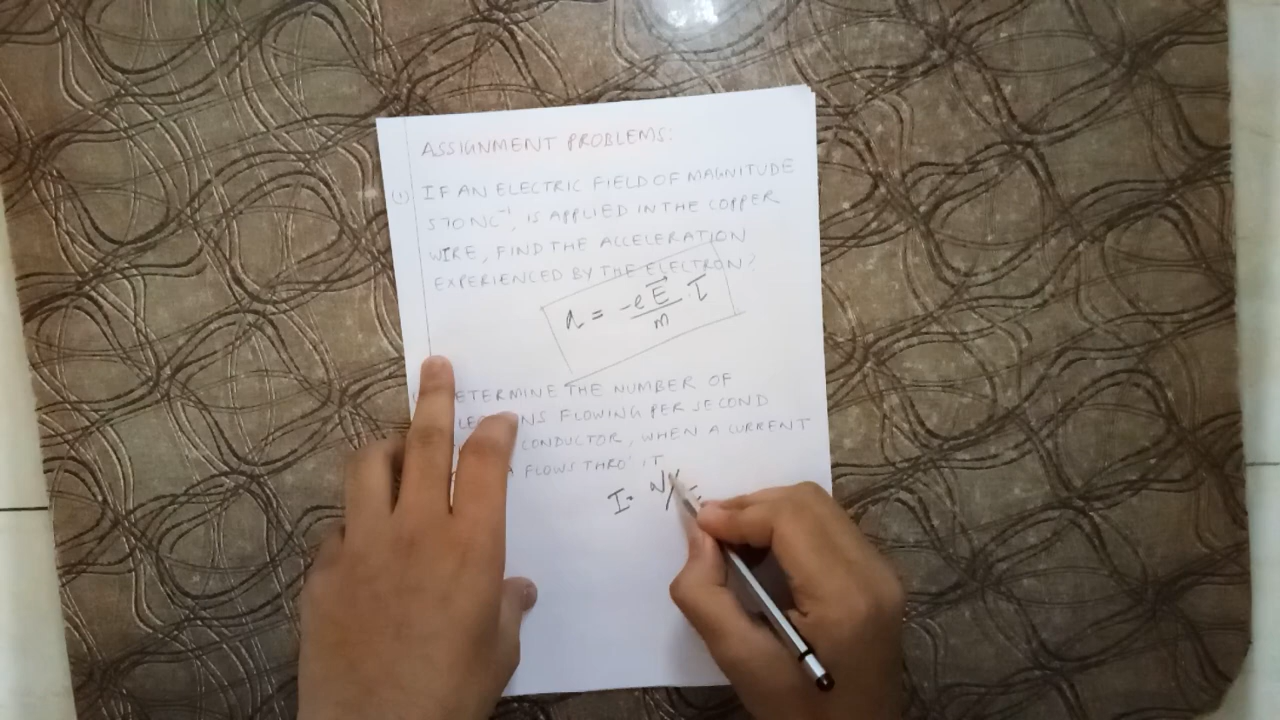 ASSIGNMENT PROBLEMS:
(1) IF AN ELECTRIC FIELD OF MAGNITUDE
570 NC⁻¹, IS APPLIED IN THE COPPER
WIRE, FIND THE ACCELERATION
EXPERIENCED BY THE ELECTRON?
a = -eE⃗/m · τ⃗
ETERMINE THE NUMBER OF
NS FLOWING PER SECOND
CONDUCTOR, WHEN A CURRENT
A FLOWS THRO' IT
I =